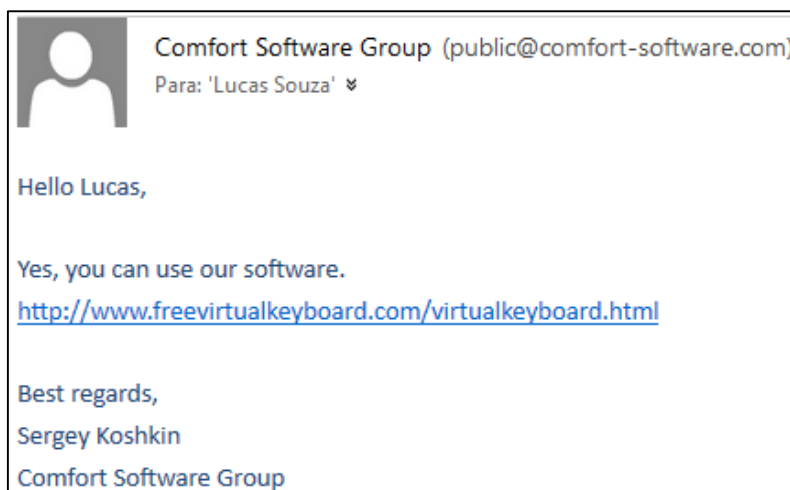 Comfort Software Group (public@comfort-software.com)
Para: 'Lucas Souza'
Hello Lucas,
Yes, you can use our software.
http://www.freevirtualkeyboard.com/virtualkeyboard.html
Best regards,
Sergey Koshkin
Comfort Software Group